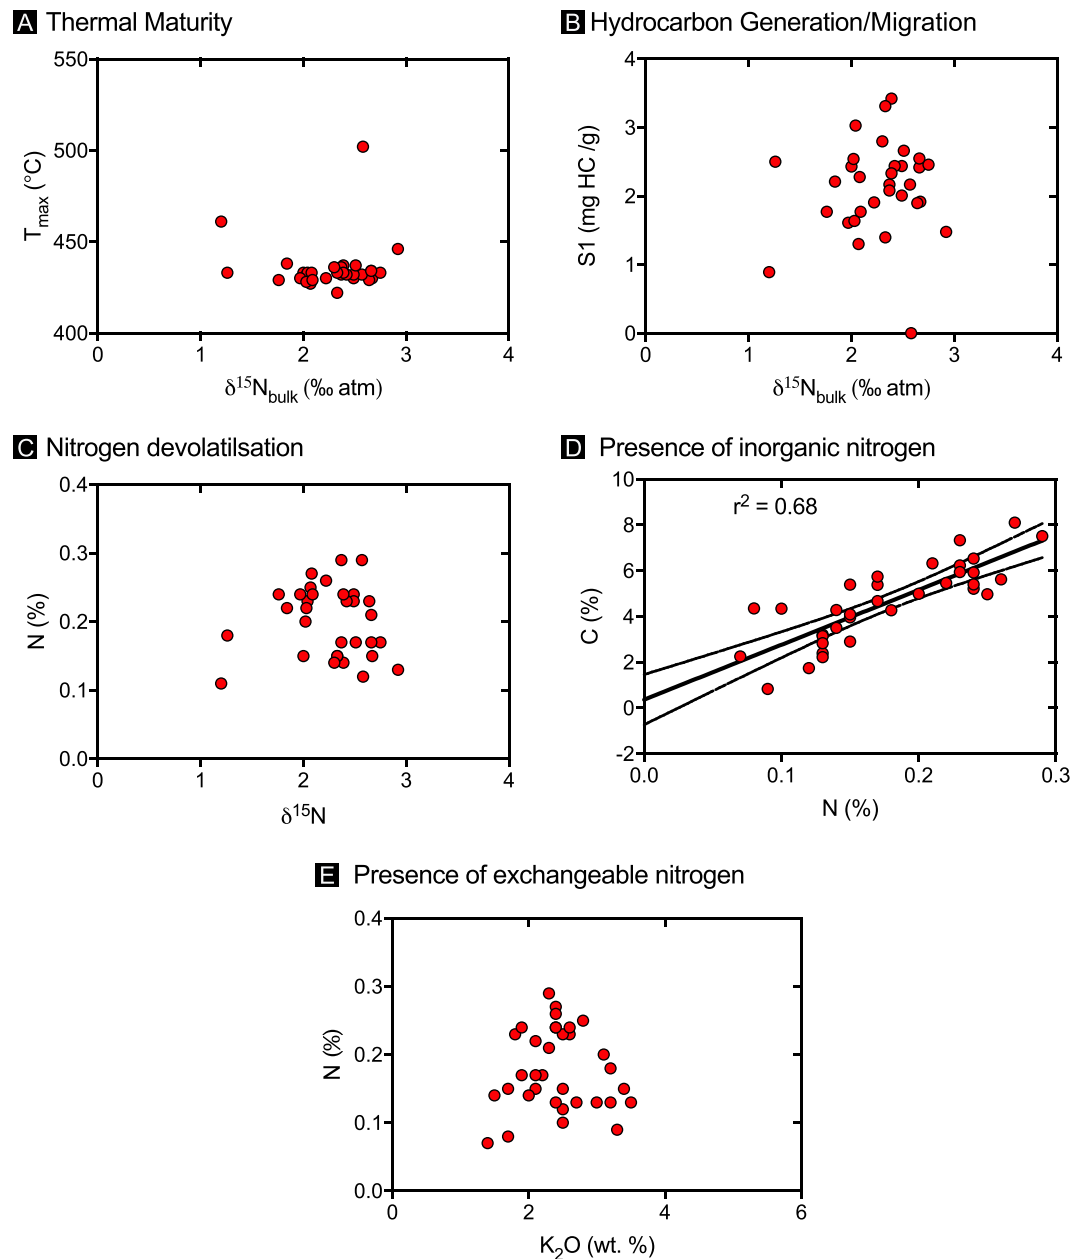 A Thermal Maturity
550
500
450
400
T_max (°C)
0 1 2 3 4
δ¹⁵N_bulk (‰ atm)
B Hydrocarbon Generation/Migration
4
3
2
1
0
S1 (mg HC /g)
0 1 2 3 4
δ¹⁵N_bulk (‰ atm)
C Nitrogen devolatilsation
0.4
0.3
0.2
0.1
0.0
N (%)
0 1 2 3 4
δ¹⁵N
D Presence of inorganic nitrogen
r² = 0.68
10
8
6
4
2
0
-2
C (%)
0.0 0.1 0.2 0.3
N (%)
E Presence of exchangeable nitrogen
0.4
0.3
0.2
0.1
0.0
N (%)
0 2 4 6
K₂O (wt. %)